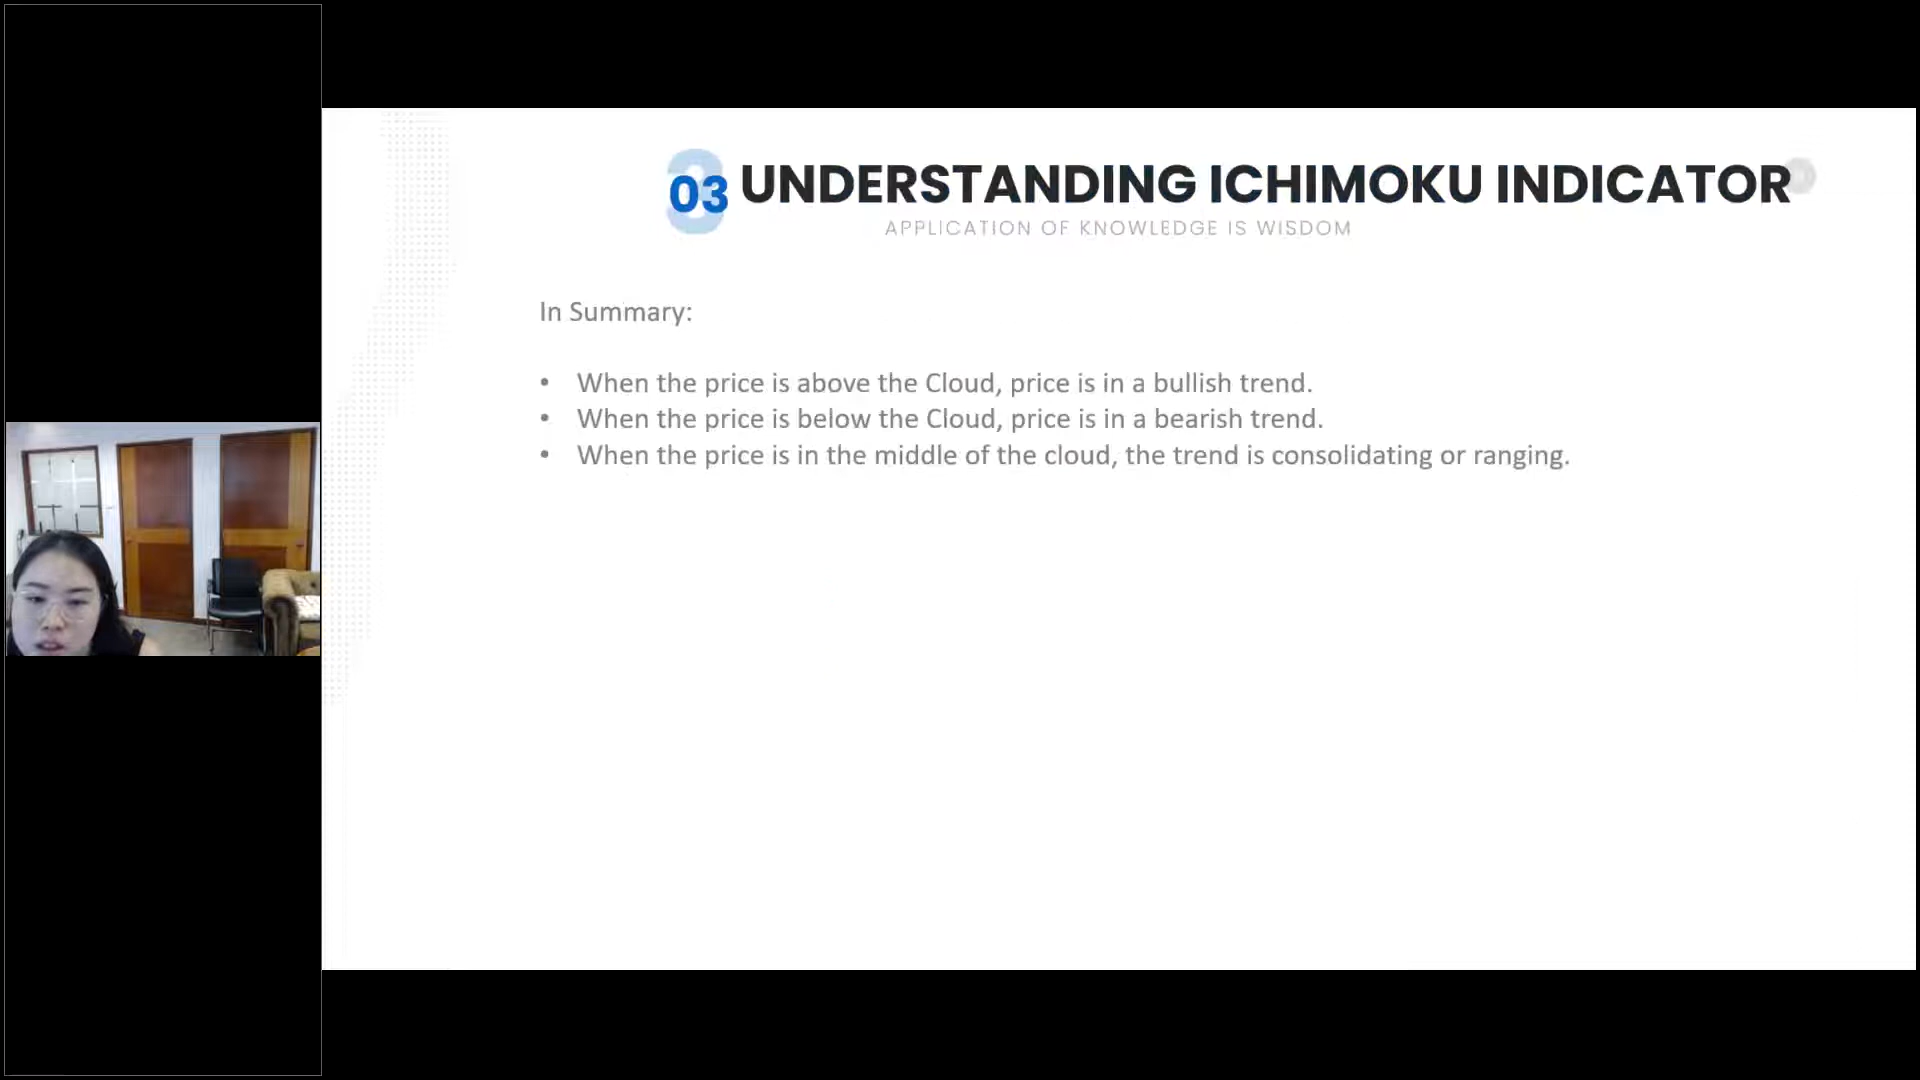 03 UNDERSTANDING ICHIMOKU INDICATOR
APPLICATION OF KNOWLEDGE IS WISDOM
In Summary:
• When the price is above the Cloud, price is in a bullish trend.
• When the price is below the Cloud, price is in a bearish trend.
• When the price is in the middle of the cloud, the trend is consolidating or ranging.